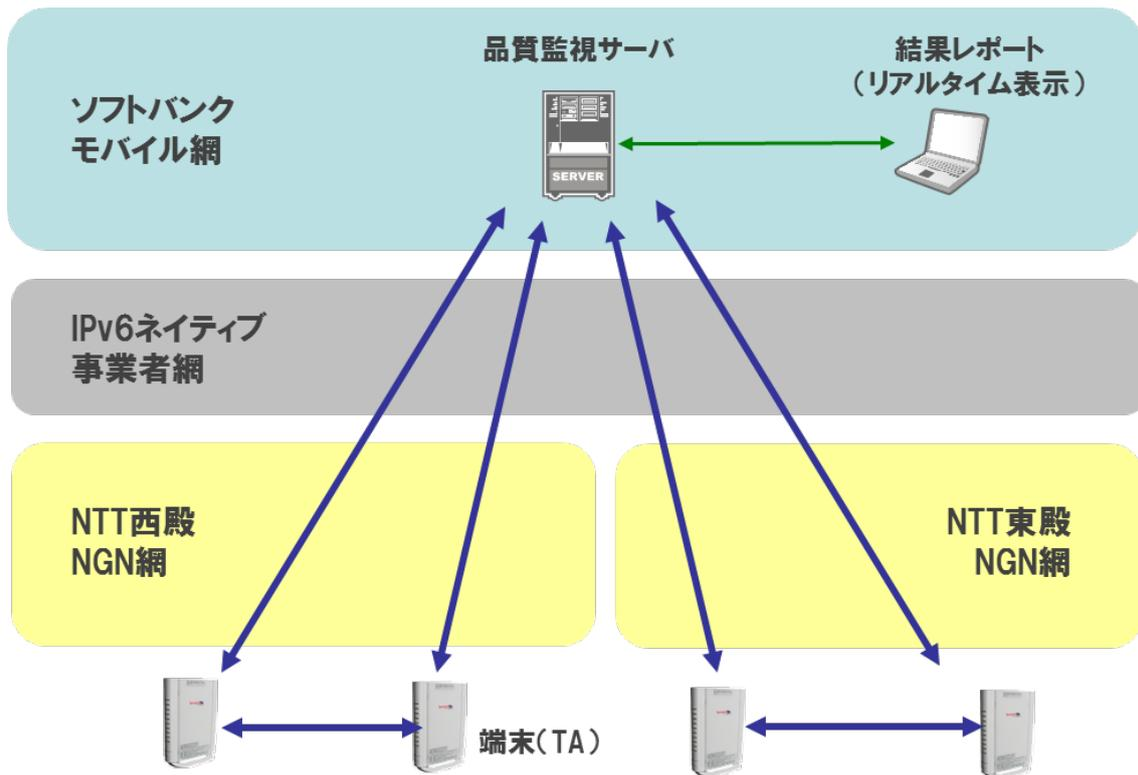 品質監視サーバ
結果レポート
（リアルタイム表示）
ソフトバンク
モバイル網
SERVER
IPv6ネイティブ
事業者網
NTT西殿
NGN網
NTT東殿
NGN網
端末（TA）